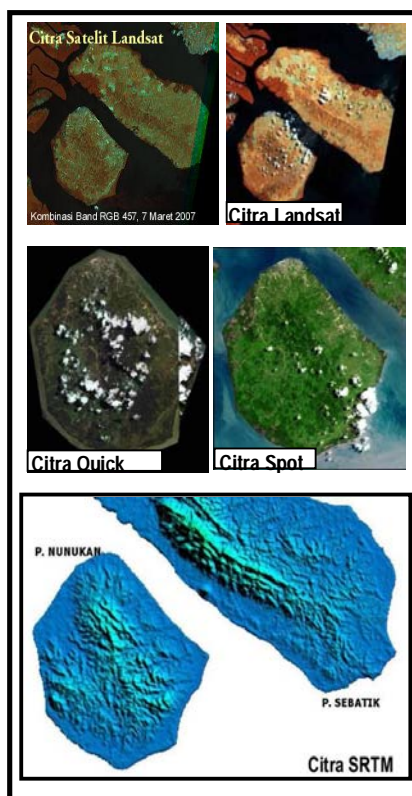 Citra Satelit Landsat
Kombinasi Band RGB 457, 7 Maret 2007
Citra Landsat
Citra Quick
Citra Spot
P. NUNUKAN
P. SEBATIK
Citra SRTM